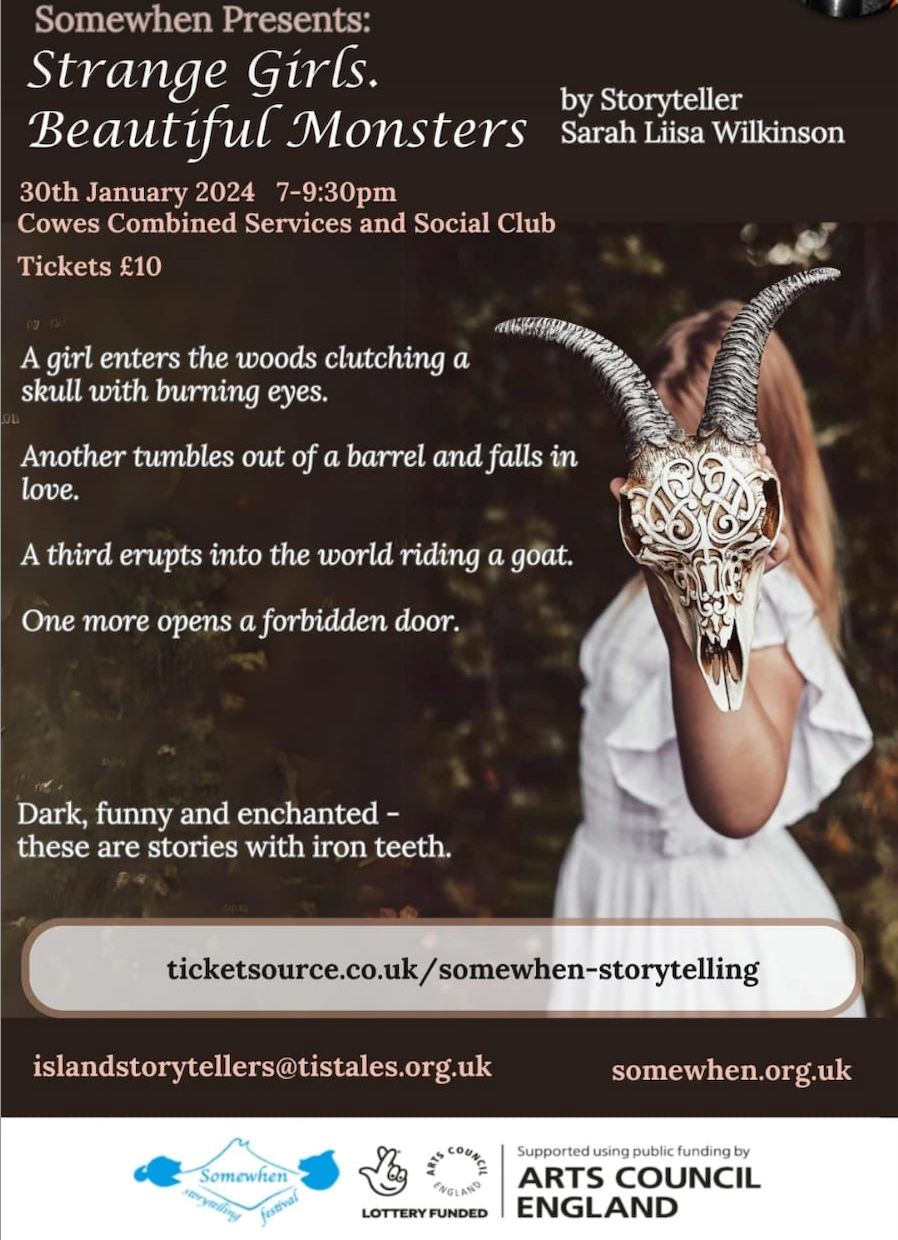 Somewhen Presents:
Strange Girls.
Beautiful Monsters
by Storyteller
Sarah Liisa Wilkinson
30th January 2024 7-9:30pm
Cowes Combined Services and Social Club
Tickets £10
A girl enters the woods clutching a
skull with burning eyes.
Another tumbles out of a barrel and falls in
love.
A third erupts into the world riding a goat.
One more opens a forbidden door.
Dark, funny and enchanted –
these are stories with iron teeth.
ticketsource.co.uk/somewhen-storytelling
islandstorytellers@tistales.org.uk
somewhen.org.uk
Somewhen
storytelling festival
ARTS COUNCIL
ENGLAND
LOTTERY FUNDED
Supported using public funding by
ARTS COUNCIL
ENGLAND